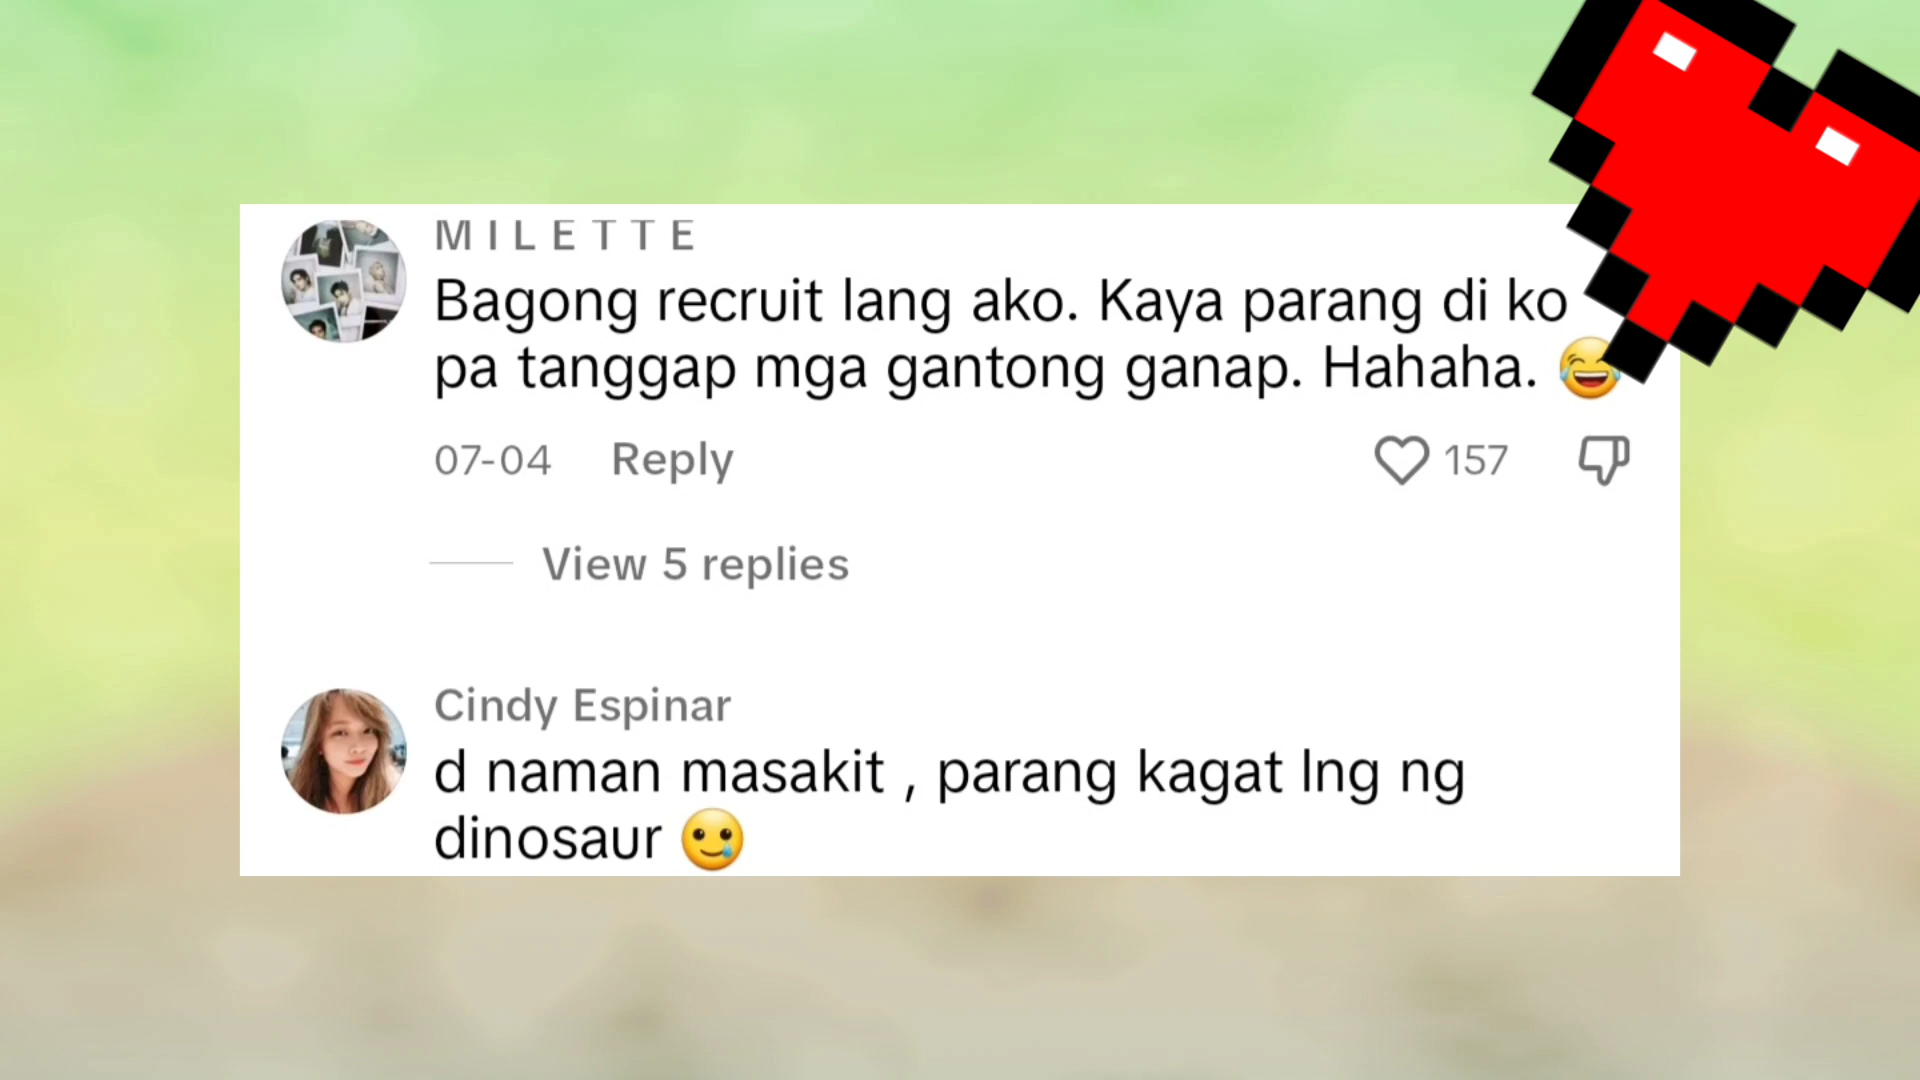 MILETTE
Bagong recruit lang ako. Kaya parang di ko
pa tanggap mga gantong ganap. Hahaha. 😂
07-04 Reply 157
View 5 replies
Cindy Espinar
d naman masakit , parang kagat lng ng
dinosaur 🥲